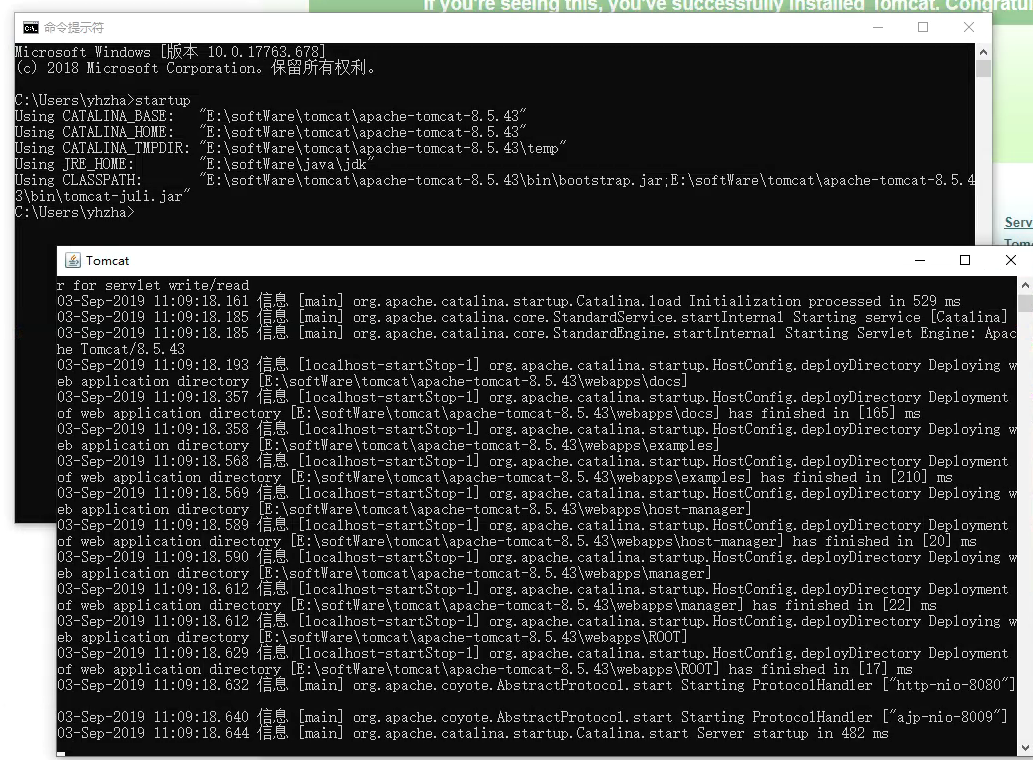 If you're seeing this, you've successfully installed Tomcat. Congratul
命令提示符
Microsoft Windows [版本 10.0.17763.678]
(c) 2018 Microsoft Corporation。保留所有权利。
C:\Users\yhzha>startup
Using CATALINA_BASE:   "E:\softWare\tomcat\apache-tomcat-8.5.43"
Using CATALINA_HOME:   "E:\softWare\tomcat\apache-tomcat-8.5.43"
Using CATALINA_TMPDIR: "E:\softWare\tomcat\apache-tomcat-8.5.43\temp"
Using JRE_HOME:        "E:\softWare\java\jdk"
Using CLASSPATH:       "E:\softWare\tomcat\apache-tomcat-8.5.43\bin\bootstrap.jar;E:\softWare\tomcat\apache-tomcat-8.5.4
3\bin\tomcat-juli.jar"
C:\Users\yhzha>
Serv
Tomc
Tomcat
r for servlet write/read
03-Sep-2019 11:09:18.161 信息 [main] org.apache.catalina.startup.Catalina.load Initialization processed in 529 ms
03-Sep-2019 11:09:18.185 信息 [main] org.apache.catalina.core.StandardService.startInternal Starting service [Catalina]
03-Sep-2019 11:09:18.185 信息 [main] org.apache.catalina.core.StandardEngine.startInternal Starting Servlet Engine: Apac
he Tomcat/8.5.43
03-Sep-2019 11:09:18.193 信息 [localhost-startStop-1] org.apache.catalina.startup.HostConfig.deployDirectory Deploying w
eb application directory [E:\softWare\tomcat\apache-tomcat-8.5.43\webapps\docs]
03-Sep-2019 11:09:18.357 信息 [localhost-startStop-1] org.apache.catalina.startup.HostConfig.deployDirectory Deployment
of web application directory [E:\softWare\tomcat\apache-tomcat-8.5.43\webapps\docs] has finished in [165] ms
03-Sep-2019 11:09:18.358 信息 [localhost-startStop-1] org.apache.catalina.startup.HostConfig.deployDirectory Deploying w
eb application directory [E:\softWare\tomcat\apache-tomcat-8.5.43\webapps\examples]
03-Sep-2019 11:09:18.568 信息 [localhost-startStop-1] org.apache.catalina.startup.HostConfig.deployDirectory Deployment
of web application directory [E:\softWare\tomcat\apache-tomcat-8.5.43\webapps\examples] has finished in [210] ms
03-Sep-2019 11:09:18.569 信息 [localhost-startStop-1] org.apache.catalina.startup.HostConfig.deployDirectory Deploying w
eb application directory [E:\softWare\tomcat\apache-tomcat-8.5.43\webapps\host-manager]
03-Sep-2019 11:09:18.589 信息 [localhost-startStop-1] org.apache.catalina.startup.HostConfig.deployDirectory Deployment
of web application directory [E:\softWare\tomcat\apache-tomcat-8.5.43\webapps\host-manager] has finished in [20] ms
03-Sep-2019 11:09:18.590 信息 [localhost-startStop-1] org.apache.catalina.startup.HostConfig.deployDirectory Deploying w
eb application directory [E:\softWare\tomcat\apache-tomcat-8.5.43\webapps\manager]
03-Sep-2019 11:09:18.612 信息 [localhost-startStop-1] org.apache.catalina.startup.HostConfig.deployDirectory Deployment
of web application directory [E:\softWare\tomcat\apache-tomcat-8.5.43\webapps\manager] has finished in [22] ms
03-Sep-2019 11:09:18.612 信息 [localhost-startStop-1] org.apache.catalina.startup.HostConfig.deployDirectory Deploying w
eb application directory [E:\softWare\tomcat\apache-tomcat-8.5.43\webapps\ROOT]
03-Sep-2019 11:09:18.629 信息 [localhost-startStop-1] org.apache.catalina.startup.HostConfig.deployDirectory Deployment
of web application directory [E:\softWare\tomcat\apache-tomcat-8.5.43\webapps\ROOT] has finished in [17] ms
03-Sep-2019 11:09:18.632 信息 [main] org.apache.coyote.AbstractProtocol.start Starting ProtocolHandler ["http-nio-8080"]
03-Sep-2019 11:09:18.640 信息 [main] org.apache.coyote.AbstractProtocol.start Starting ProtocolHandler ["ajp-nio-8009"]
03-Sep-2019 11:09:18.644 信息 [main] org.apache.catalina.startup.Catalina.start Server startup in 482 ms